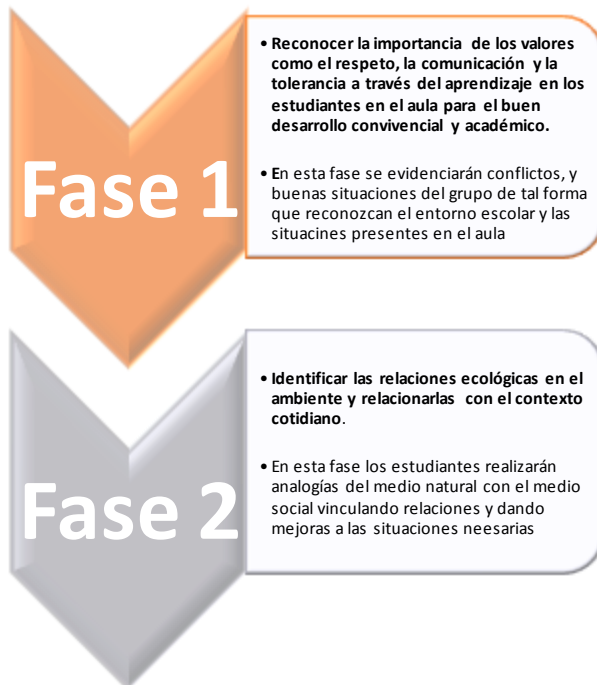 Fase 1
• Reconocer la importancia de los valores
como el respeto, la comunicación y la
tolerancia a través del aprendizaje en los
estudiantes en el aula para el buen
desarrollo convivencial y académico.
• En esta fase se evidenciarán conflictos, y
buenas situaciones del grupo de tal forma
que reconozcan el entorno escolar y las
situacines presentes en el aula
Fase 2
• Identificar las relaciones ecológicas en el
ambiente y relacionarlas con el contexto
cotidiano.
• En esta fase los estudiantes realizarán
analogías del medio natural con el medio
social vinculando relaciones y dando
mejoras a las situaciones neesarias